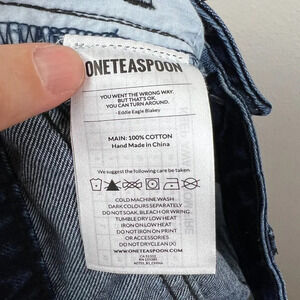 ONETEASPOON
YOU WENT THE WRONG WAY.
BUT THAT'S OK,
YOU CAN TURN AROUND.
- Eddie Eagle Blakey
MAIN: 100% COTTON
Hand Made in China
We suggest the following care be taken
COLD MACHINE WASH
DARK COLOURS SEPARATELY
DO NOT SOAK, BLEACH OR WRING
TUMBLE DRY LOW HEAT
IRON ON LOW HEAT
DO NOT IRON ON PRINT
OR ACCESSORIES
DO NOT DRYCLEAN (X)
WWW.ONETEASPOON.COM.AU